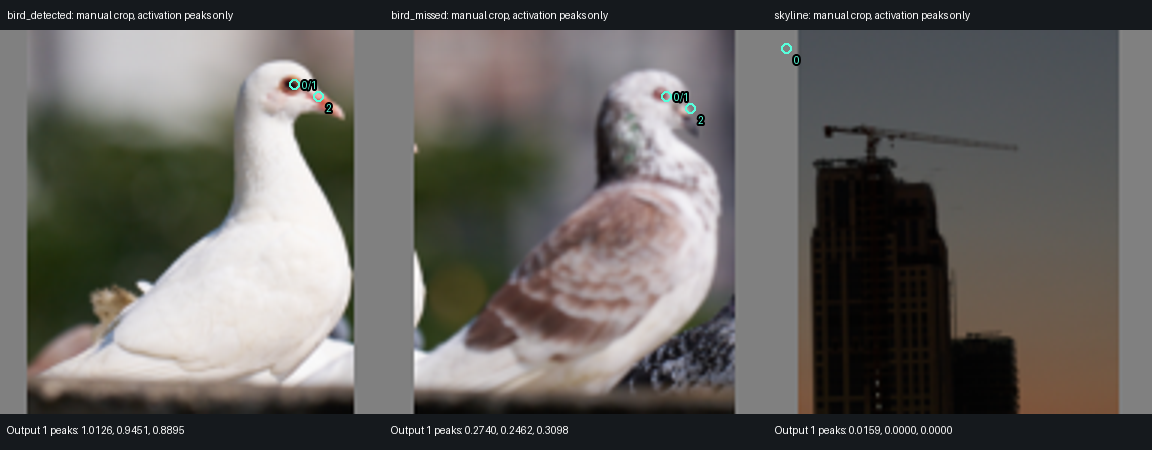 bird_detected: manual crop, activation peaks only
bird_missed: manual crop, activation peaks only
skyline: manual crop, activation peaks only
0/1
2
0/1
2
0
Output 1 peaks: 1.0126, 0.9451, 0.8895
Output 1 peaks: 0.2740, 0.2462, 0.3098
Output 1 peaks: 0.0159, 0.0000, 0.0000